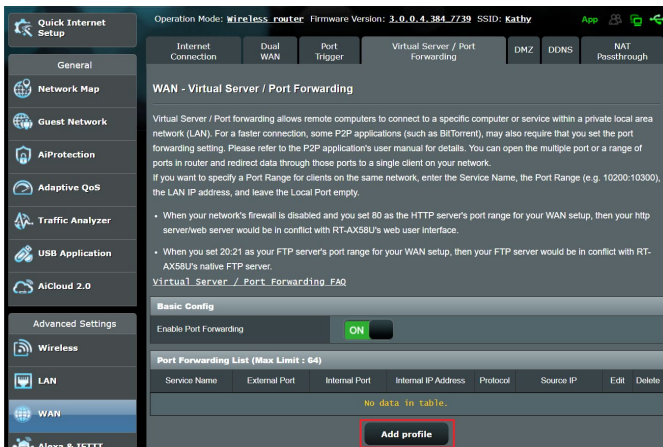 Quick Internet
Setup
Operation Mode: Wireless router Firmware Version: 3.0.0.4.384_7739 SSID: Kathy
App
General
Network Map
Guest Network
AiProtection
Adaptive QoS
Traffic Analyzer
USB Application
AiCloud 2.0
Advanced Settings
Wireless
LAN
WAN
Alexa & IFTTT
Internet
Connection
Dual
WAN
Port
Trigger
Virtual Server / Port
Forwarding
DMZ
DDNS
NAT
Passthrough
WAN - Virtual Server / Port Forwarding
Virtual Server / Port forwarding allows remote computers to connect to a specific computer or service within a private local area
network (LAN). For a faster connection, some P2P applications (such as BitTorrent), may also require that you set the port
forwarding setting. Please refer to the P2P application's user manual for details. You can open the multiple port or a range of
ports in router and redirect data through those ports to a single client on your network.
If you want to specify a Port Range for clients on the same network, enter the Service Name, the Port Range (e.g. 10200:10300),
the LAN IP address, and leave the Local Port empty.
• When your network's firewall is disabled and you set 80 as the HTTP server's port range for your WAN setup, then your http
server/web server would be in conflict with RT-AX58U's web user interface.
• When you set 20:21 as your FTP server's port range for your WAN setup, then your FTP server would be in conflict with RT-
AX58U's native FTP server.
Virtual Server / Port Forwarding FAQ
Basic Config
Enable Port Forwarding
ON
Port Forwarding List (Max Limit : 64)
Service Name External Port Internal Port Internal IP Address Protocol Source IP Edit Delete
No data in table.
Add profile